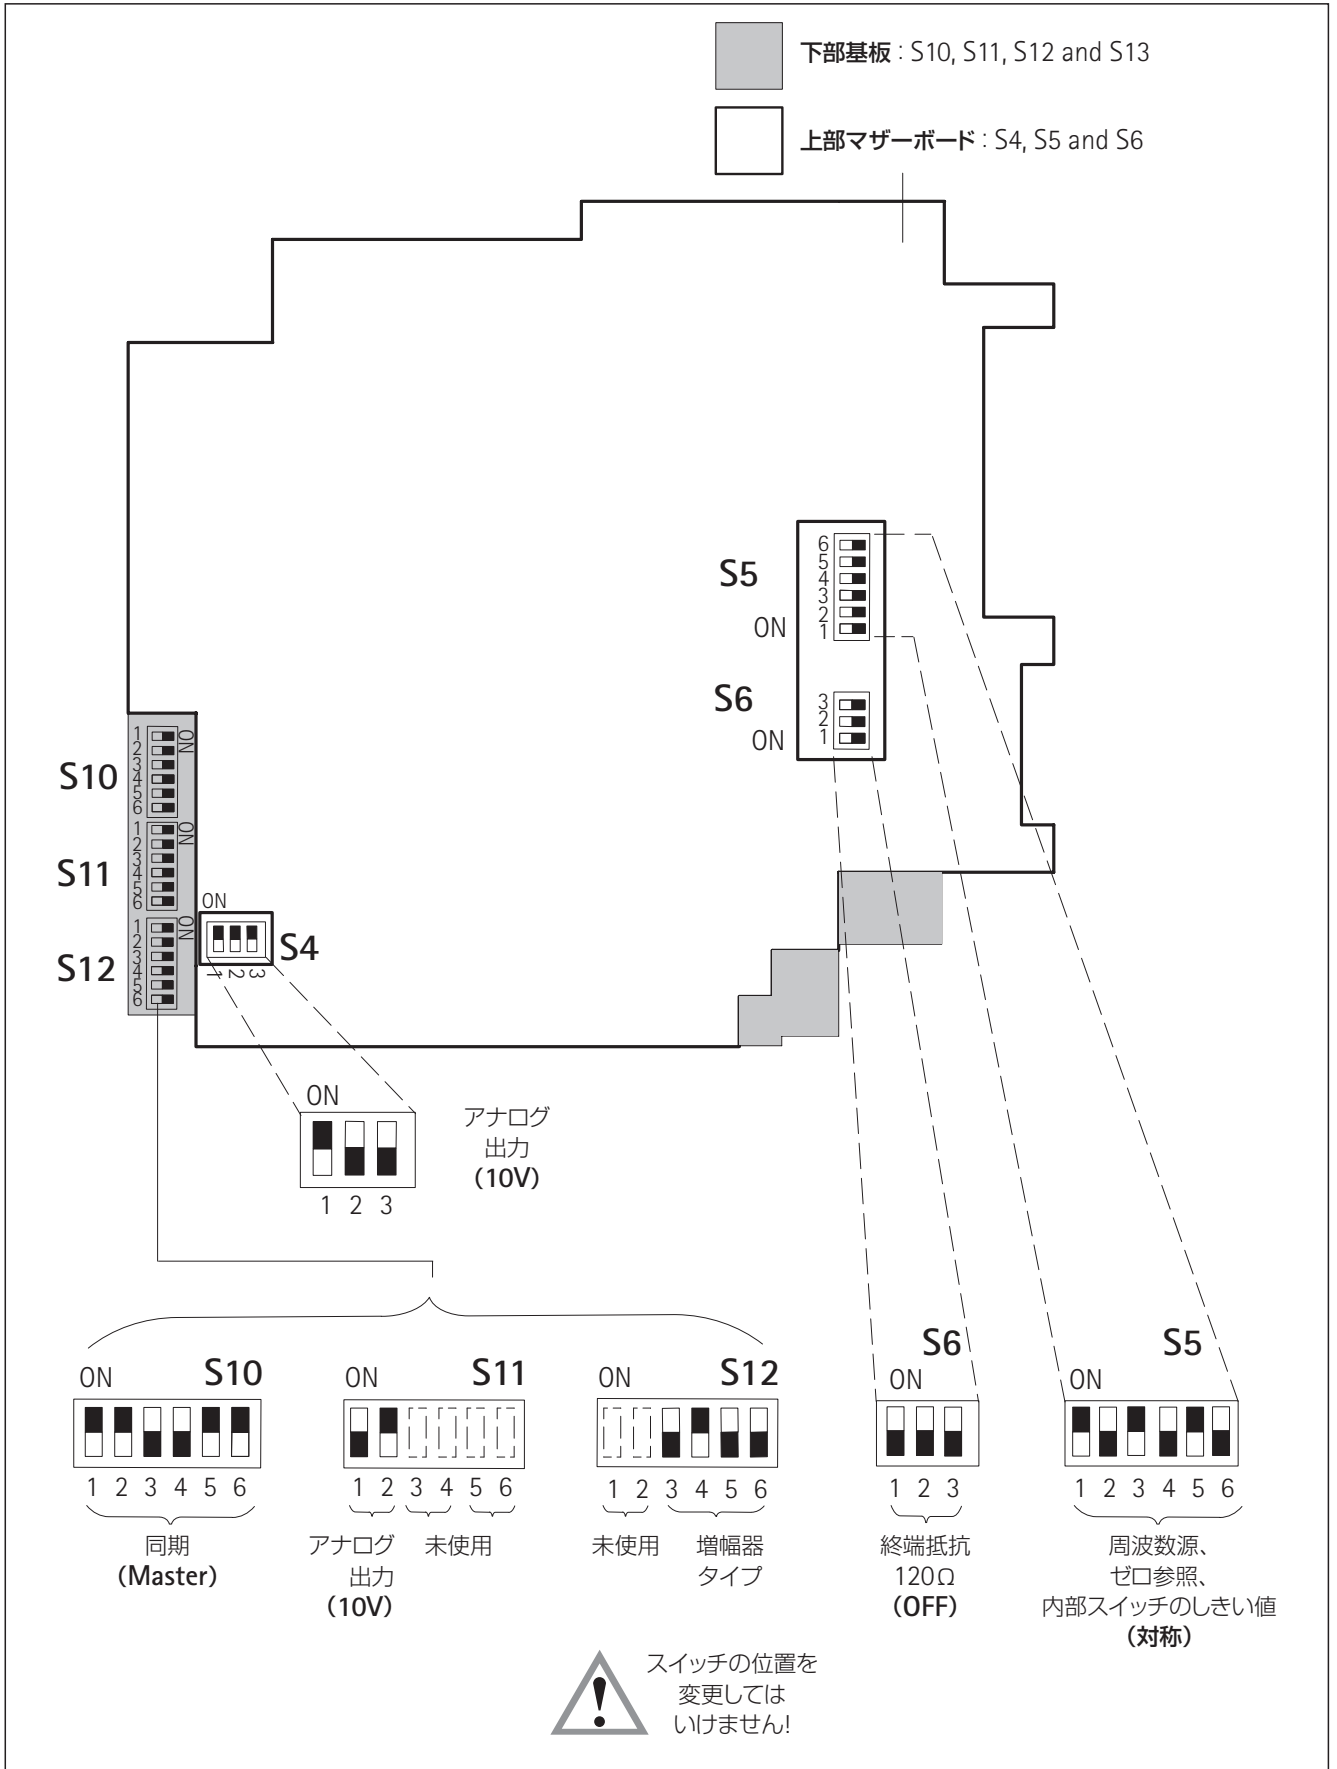 下部基板 : S10, S11, S12 and S13
上部マザーボード : S4, S5 and S6
S5
6
5
4
3
2
1
ON
S6
3
2
1
ON
S10
1
2
3
4
5
6
ON
S11
1
2
3
4
5
6
ON
S12
1
2
3
4
5
6
ON
ON
S4
1 2 3
ON
1 2 3
アナログ
出力
(10V)
ON S10
1 2 3 4 5 6
同期
(Master)
ON S11
1 2 3 4 5 6
アナログ
出力
(10V)
未使用
ON S12
1 2 3 4 5 6
未使用
増幅器
タイプ
S6
ON
1 2 3
終端抵抗
120Ω
(OFF)
S5
ON
1 2 3 4 5 6
周波数源、
ゼロ参照、
内部スイッチのしきい値
(対称)
スイッチの位置を
変更しては
いけません!